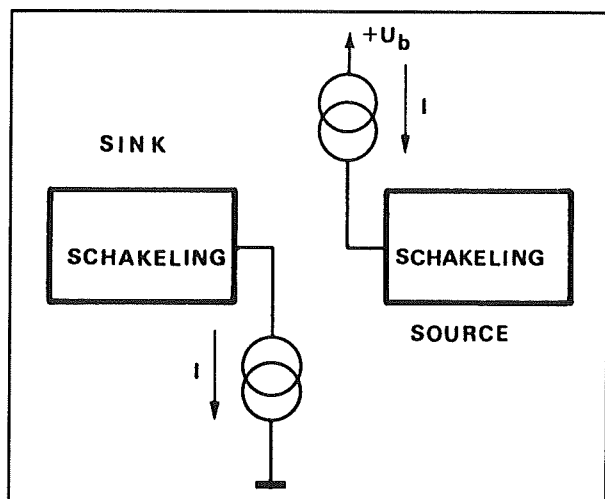 +Ub
I
SINK
SCHAKELING
SCHAKELING
SOURCE
I